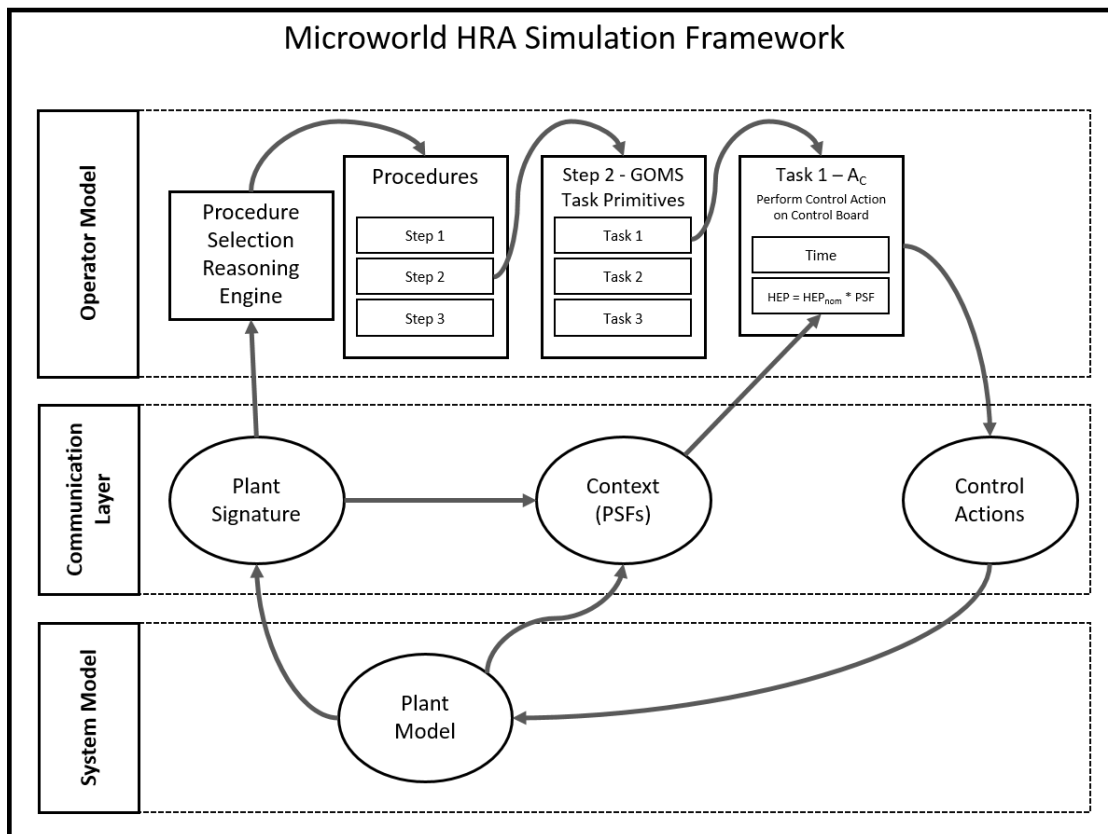 Microworld HRA Simulation Framework
Operator Model
Procedure
Selection
Reasoning
Engine
Procedures
Step 1
Step 2
Step 3
Step 2 - GOMS
Task Primitives
Task 1
Task 2
Task 3
Task 1 – A_C
Perform Control Action
on Control Board
Time
HEP = HEP_nom * PSF
Communication
Layer
Plant
Signature
Context
(PSFs)
Control
Actions
System Model
Plant
Model